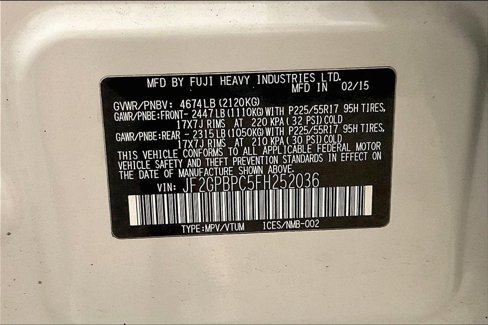 MFD BY FUJI HEAVY INDUSTRIES LTD.
02/15
GVWR/PNBV: 4674LB(2120KG)
GAWR/PNBE:FRONT-2447LB(1110KG)WITH P225/55R17 95H TIRES,
17X7J RIMS AT 220 KPA(32 PSI)COLD
GAWR/PNBE:REAR -2315LB(1050KG)WITH P225/55R17 95H TIRES,
17X7J RIMS AT 210 KPA(30 PSI)COLD
THIS VEHICLE CONFORMS TO ALL APPLICABLE FEDERAL MOTOR
VEHICLE SAFETY AND THEFT PREVENTION STANDARDS IN EFFECT
ON THE DATE OF MANUFACTURE SHOWN ABOVE.
VIN: JF2GPBPC5FH252036
TYPE:MPV/VTUM ICES/NMB-002